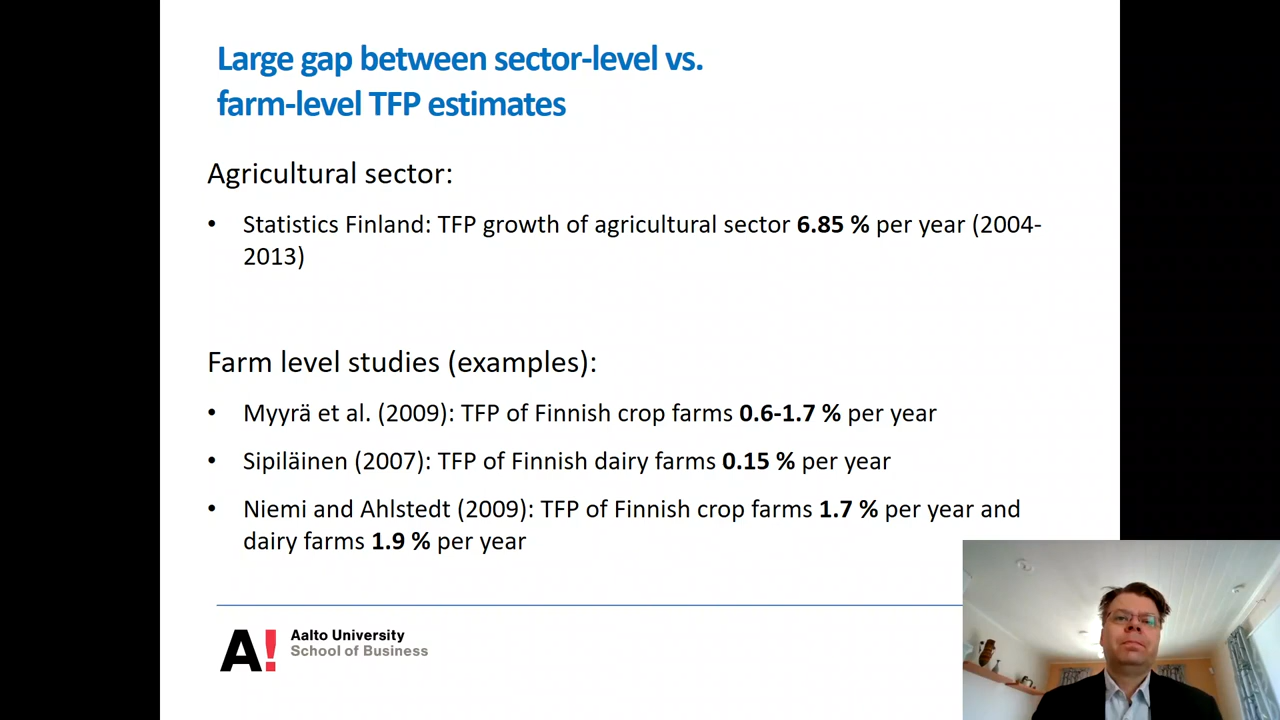 Large gap between sector-level vs.
farm-level TFP estimates
Agricultural sector:
• Statistics Finland: TFP growth of agricultural sector 6.85 % per year (2004-
2013)
Farm level studies (examples):
• Myyrä et al. (2009): TFP of Finnish crop farms 0.6-1.7 % per year
• Sipiläinen (2007): TFP of Finnish dairy farms 0.15 % per year
• Niemi and Ahlstedt (2009): TFP of Finnish crop farms 1.7 % per year and
dairy farms 1.9 % per year
A!
Aalto University
School of Business